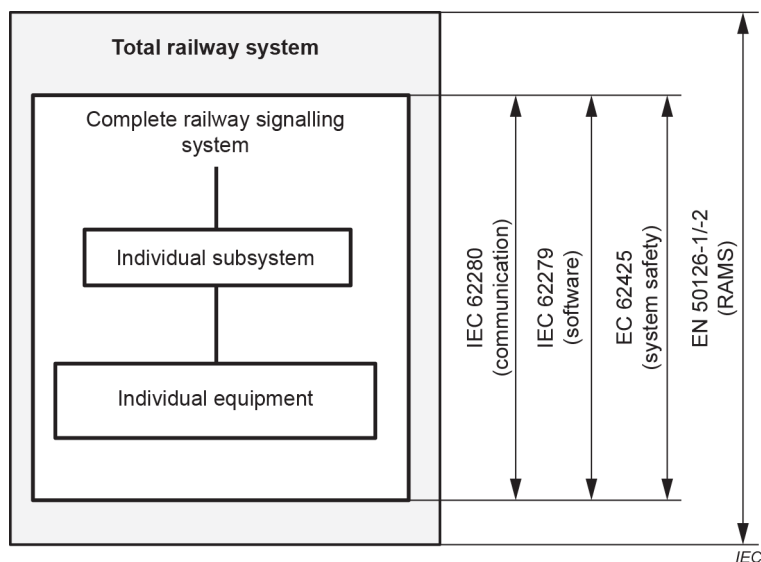 Total railway system
Complete railway signalling
system
Individual subsystem
Individual equipment
IEC 62280
(communication)
IEC 62279
(software)
EC 62425
(system safety)
EN 50126-1/-2
(RAMS)
IEC